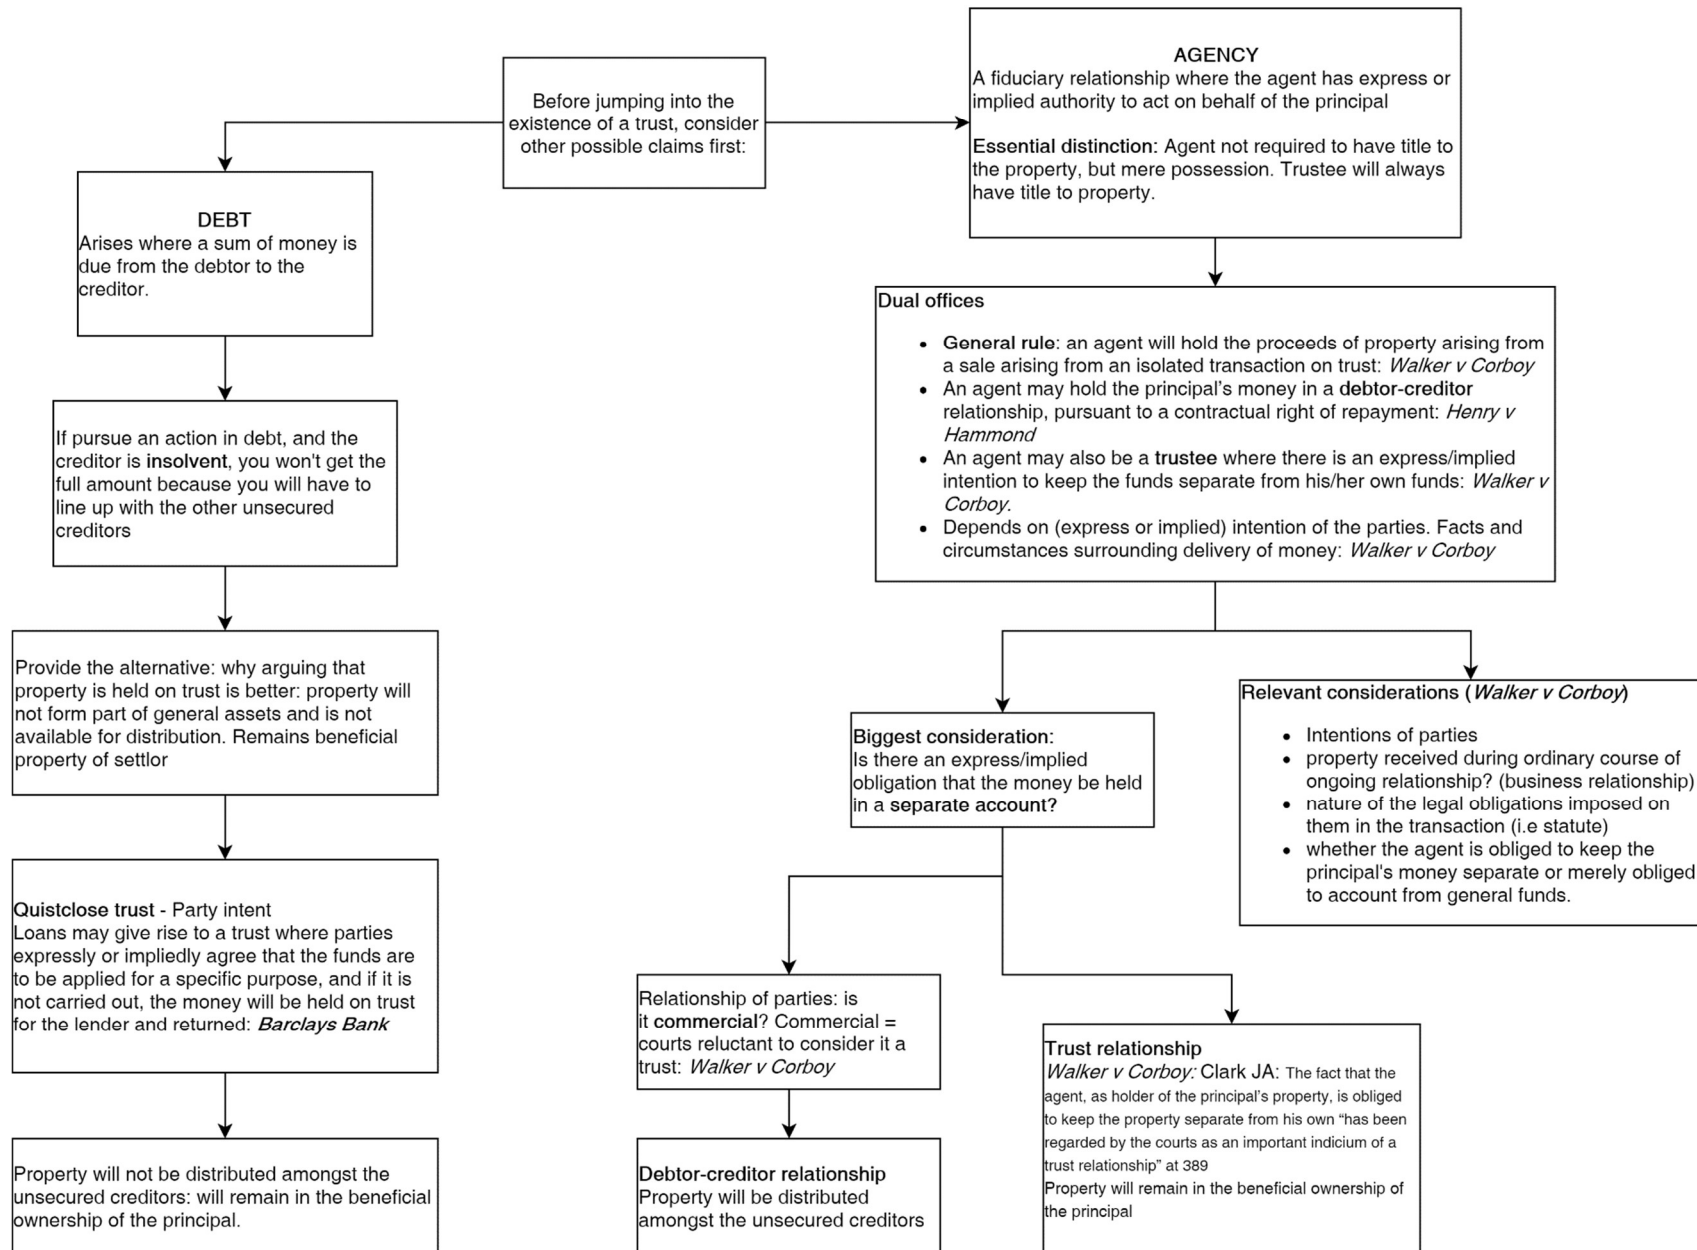 Before jumping into the
existence of a trust, consider
other possible claims first:
DEBT
Arises where a sum of money is
due from the debtor to the
creditor.
If pursue an action in debt, and the
creditor is insolvent, you won't get the
full amount because you will have to
line up with the other unsecured
creditors
Provide the alternative: why arguing that
property is held on trust is better: property will
not form part of general assets and is not
available for distribution. Remains beneficial
property of settlor
Quistclose trust - Party intent
Loans may give rise to a trust where parties
expressly or impliedly agree that the funds are
to be applied for a specific purpose, and if it is
not carried out, the money will be held on trust
for the lender and returned: Barclays Bank
Property will not be distributed amongst the
unsecured creditors: will remain in the beneficial
ownership of the principal.
AGENCY
A fiduciary relationship where the agent has express or
implied authority to act on behalf of the principal
Essential distinction: Agent not required to have title to
the property, but mere possession. Trustee will always
have title to property.
Dual offices
• General rule: an agent will hold the proceeds of property arising from
a sale arising from an isolated transaction on trust: Walker v Corboy
• An agent may hold the principal's money in a debtor-creditor
relationship, pursuant to a contractual right of repayment: Henry v
Hammond
• An agent may also be a trustee where there is an express/implied
intention to keep the funds separate from his/her own funds: Walker v
Corboy.
• Depends on (express or implied) intention of the parties. Facts and
circumstances surrounding delivery of money: Walker v Corboy
Biggest consideration:
Is there an express/implied
obligation that the money be held
in a separate account?
Relevant considerations (Walker v Corboy)
• Intentions of parties
• property received during ordinary course of
ongoing relationship? (business relationship)
• nature of the legal obligations imposed on
them in the transaction (i.e statute)
• whether the agent is obliged to keep the
principal's money separate or merely obliged
to account from general funds.
Relationship of parties: is
it commercial? Commercial =
courts reluctant to consider it a
trust: Walker v Corboy
Debtor-creditor relationship
Property will be distributed
amongst the unsecured creditors
Trust relationship
Walker v Corboy: Clark JA: The fact that the
agent, as holder of the principal's property, is obliged
to keep the property separate from his own “has been
regarded by the courts as an important indicium of a
trust relationship” at 389
Property will remain in the beneficial ownership of
the principal